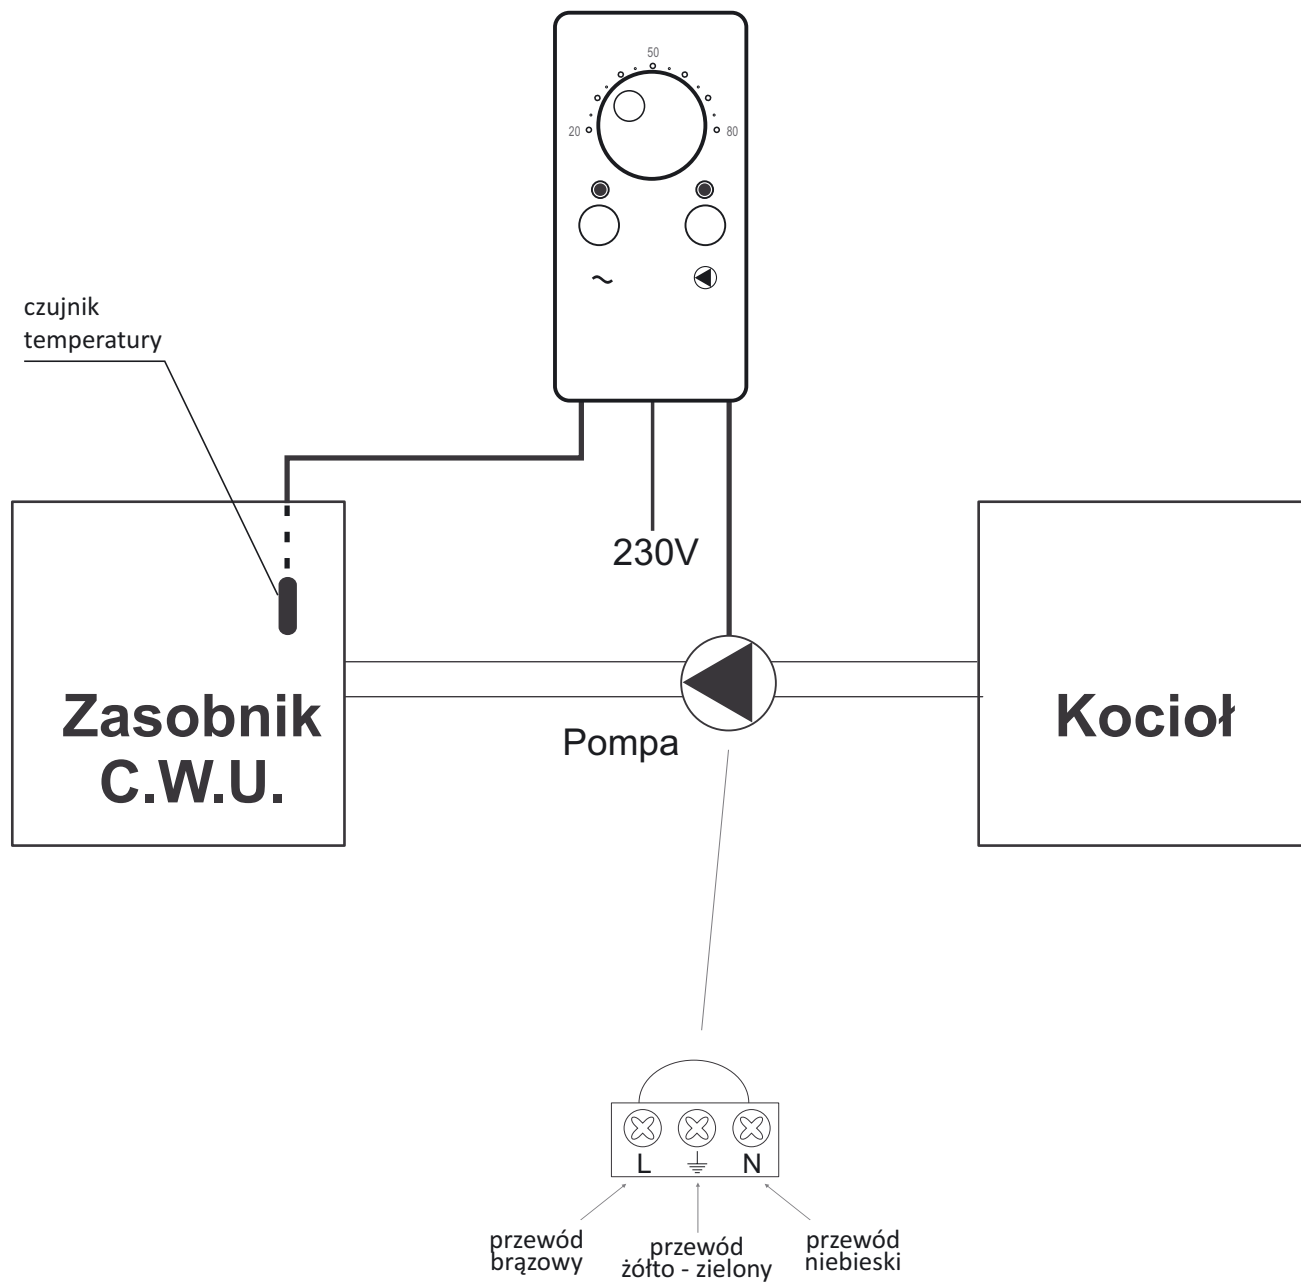 50
20
80
czujnik
temperatury
230V
Zasobnik
C.W.U.
Pompa
Kocioł
L
N
przewód
brązowy
przewód
żółto - zielony
przewód
niebieski